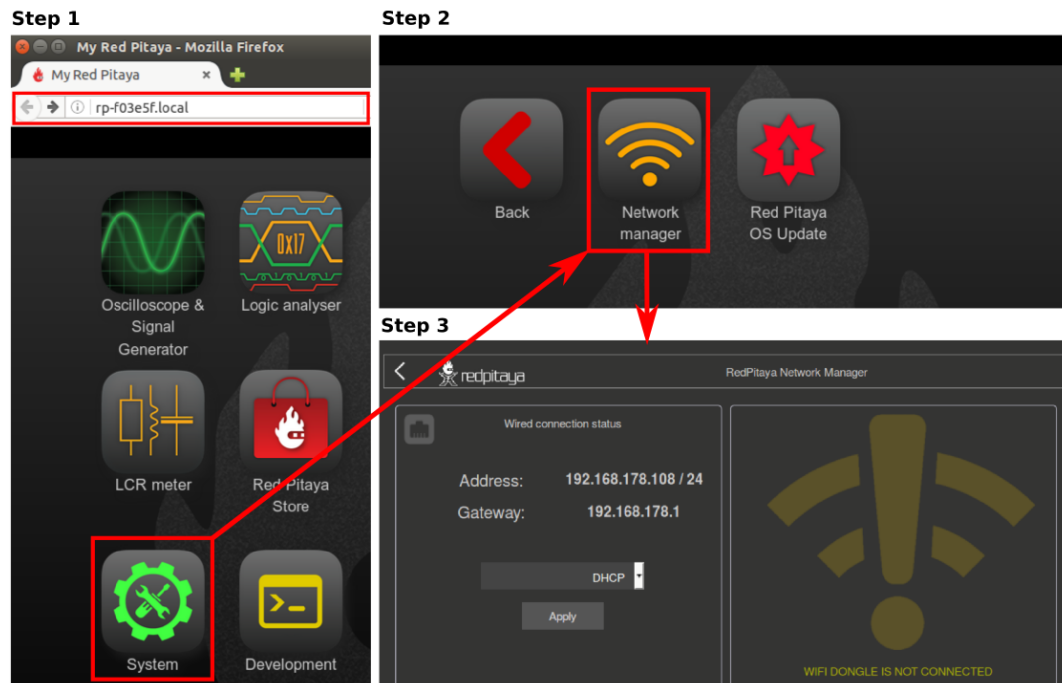 Step 1
My Red Pitaya - Mozilla Firefox
My Red Pitaya
rp-f03e5f.local
Oscilloscope &
Signal
Generator
0X17
Logic analyser
LCR meter
Red Pitaya
Store
System
>_
Development
Step 2
Back
Network
manager
Red Pitaya
OS Update
Step 3
redpitaya
RedPitaya Network Manager
Wired connection status
Address: 192.168.178.108 / 24
Gateway: 192.168.178.1
DHCP
Apply
WIFI DONGLE IS NOT CONNECTED